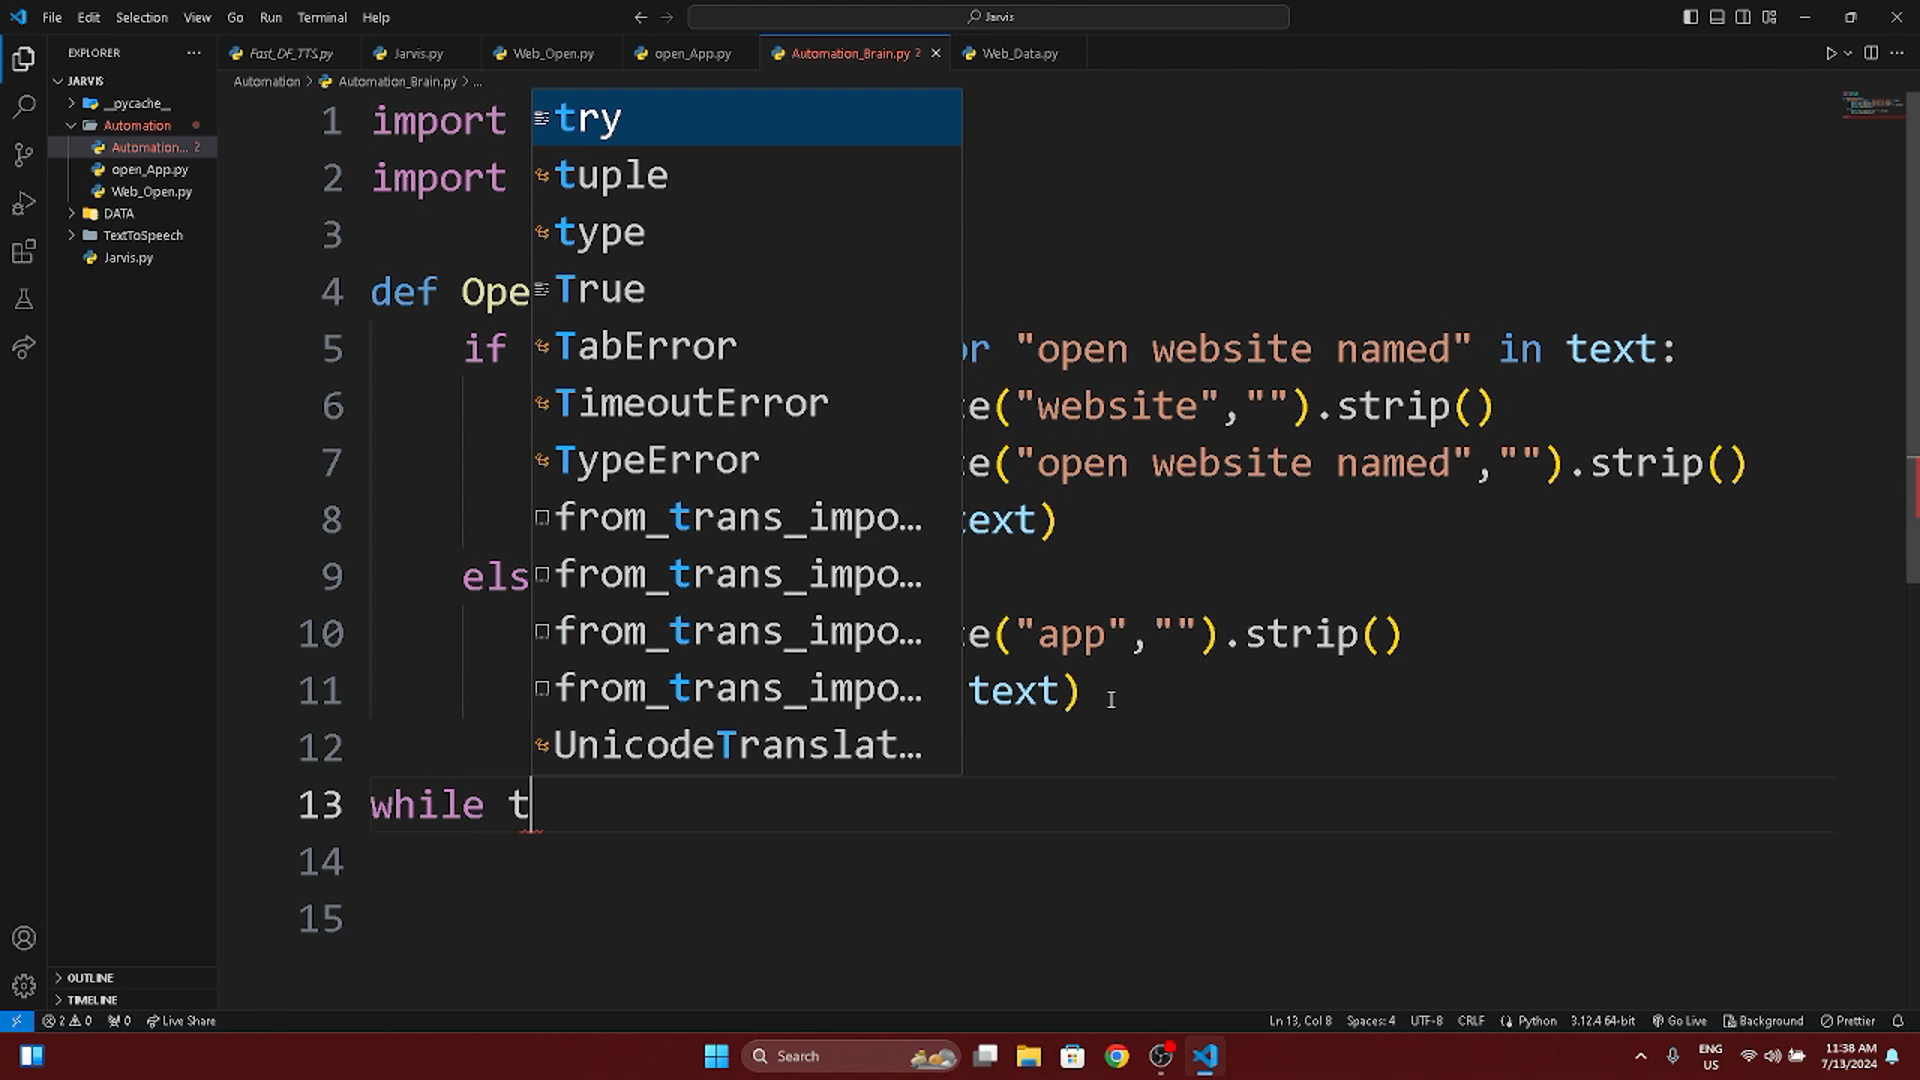 File Edit Selection View Go Run Terminal Help
Jarvis
EXPLORER
Fast_DF_TTS.py Jarvis.py Web_Open.py open_App.py Automation_Brain.py 2 Web_Data.py
JARVIS
Automation > Automation_Brain.py > ...
__pycache__
Automation
Automation... 2
open_App.py
Web_Open.py
DATA
TextToSpeech
Jarvis.py
1 import
2 import
3
4 def Ope
5 if or "open website named" in text:
6 te("website","").strip()
7 te("open website named","").strip()
8 text)
9 els
10 te("app","").strip()
11 text)
12
13 while t
14
15
try
tuple
type
True
TabError
TimeoutError
TypeError
from_trans_impo...
from_trans_impo...
from_trans_impo...
from_trans_impo...
UnicodeTranslat...
OUTLINE
TIMELINE
2 0 0 Live Share Ln 13, Col 8 Spaces: 4 UTF-8 CRLF Python 3.12.4 64-bit Go Live Background Prettier
Search
ENG
US
11:38 AM
7/13/2024